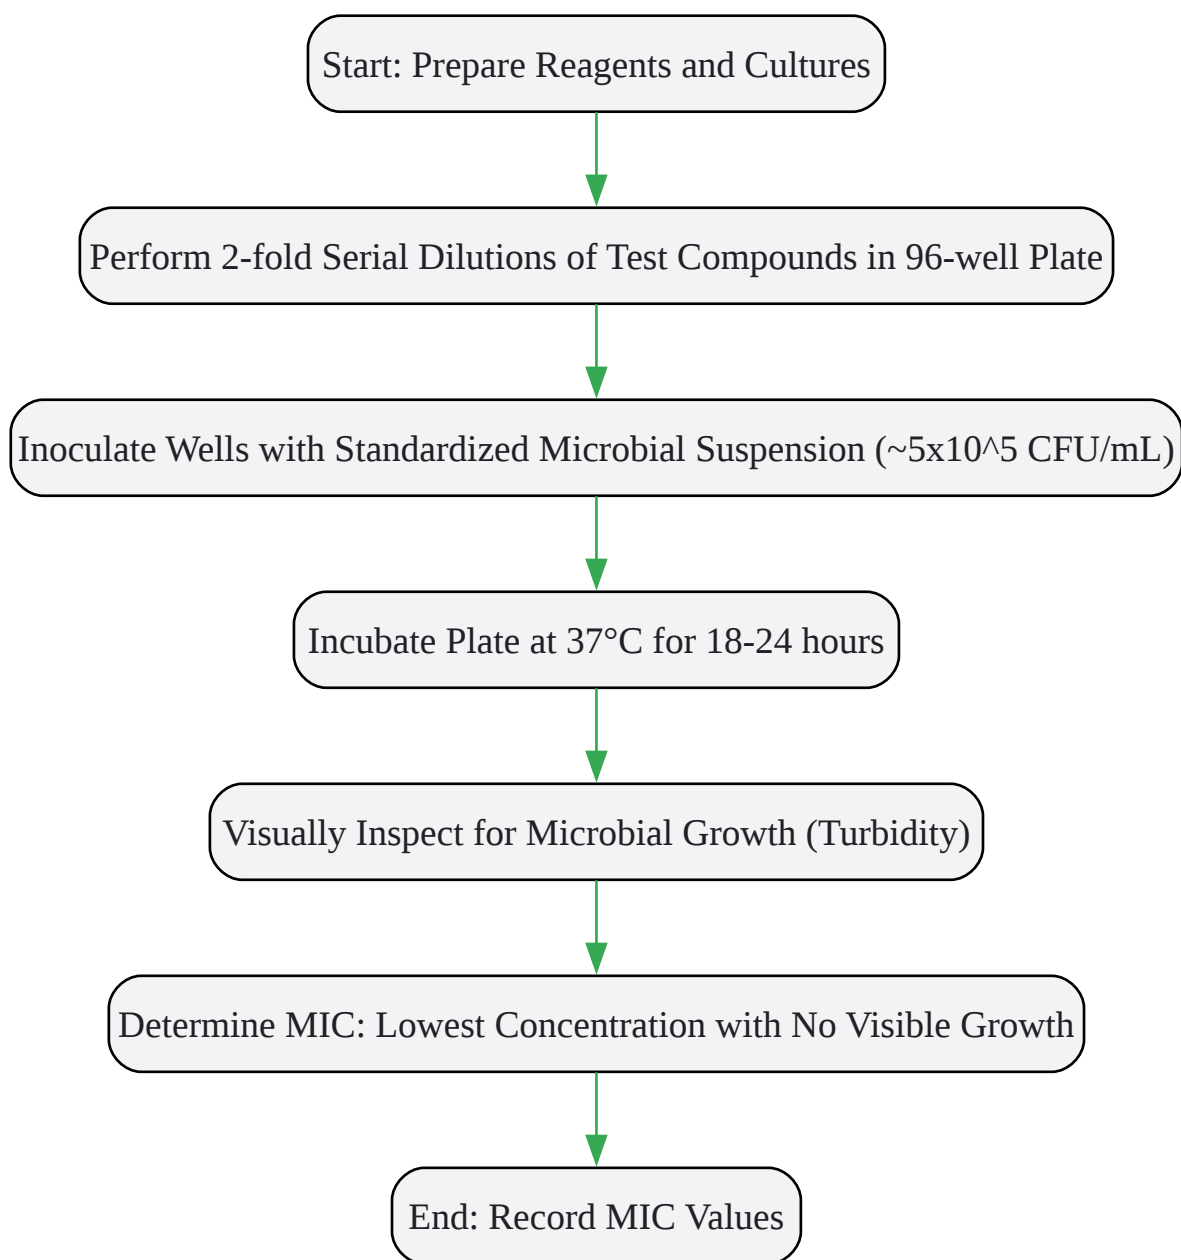 Start: Prepare Reagents and Cultures
Perform 2-fold Serial Dilutions of Test Compounds in 96-well Plate
Inoculate Wells with Standardized Microbial Suspension (~5x10^5 CFU/mL)
Incubate Plate at 37°C for 18-24 hours
Visually Inspect for Microbial Growth (Turbidity)
Determine MIC: Lowest Concentration with No Visible Growth
End: Record MIC Values